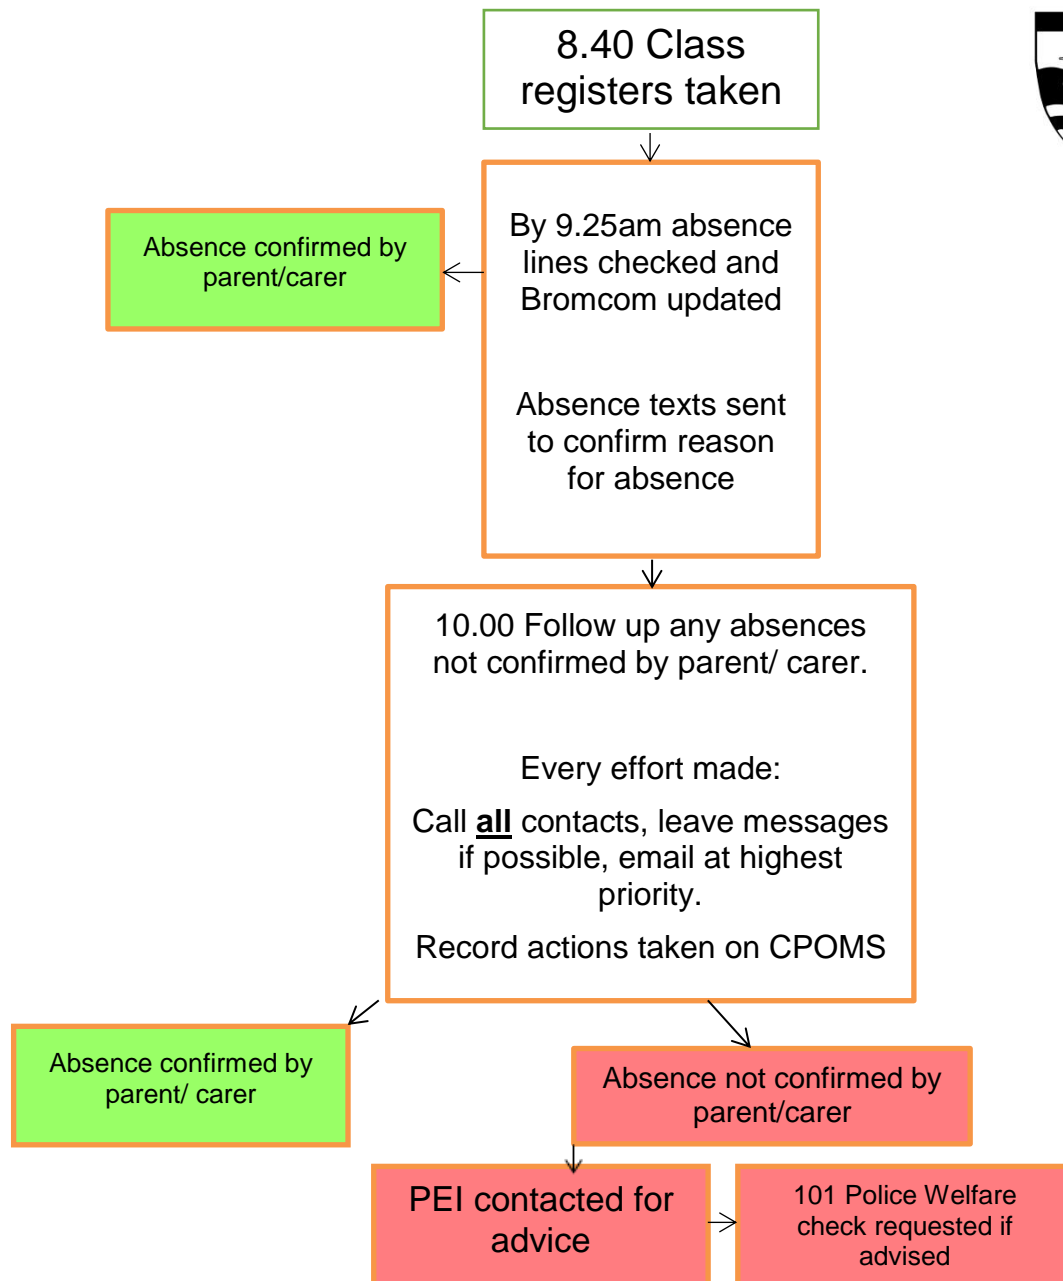 8.40 Class
registers taken
Absence confirmed by
parent/carer
By 9.25am absence
lines checked and
Bromcom updated
Absence texts sent
to confirm reason
for absence
10.00 Follow up any absences
not confirmed by parent/ carer.
Every effort made:
Call all contacts, leave messages
if possible, email at highest
priority.
Record actions taken on CPOMS
Absence confirmed by
parent/ carer
Absence not confirmed by
parent/carer
PEI contacted for
advice
101 Police Welfare
check requested if
advised